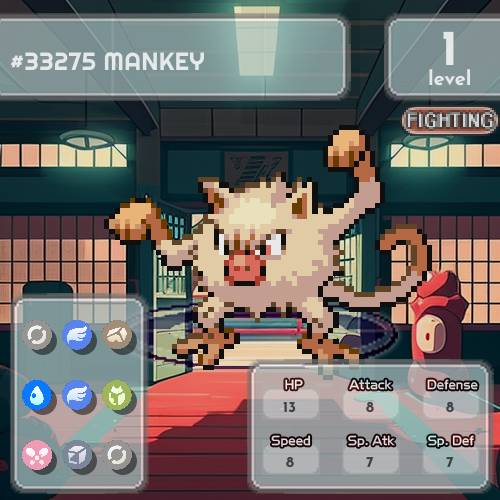 #33275 MANKEY
1
level
FIGHTING
HP Attack Defense
13 8 8
Speed Sp. Atk Sp. Def
8 7 7